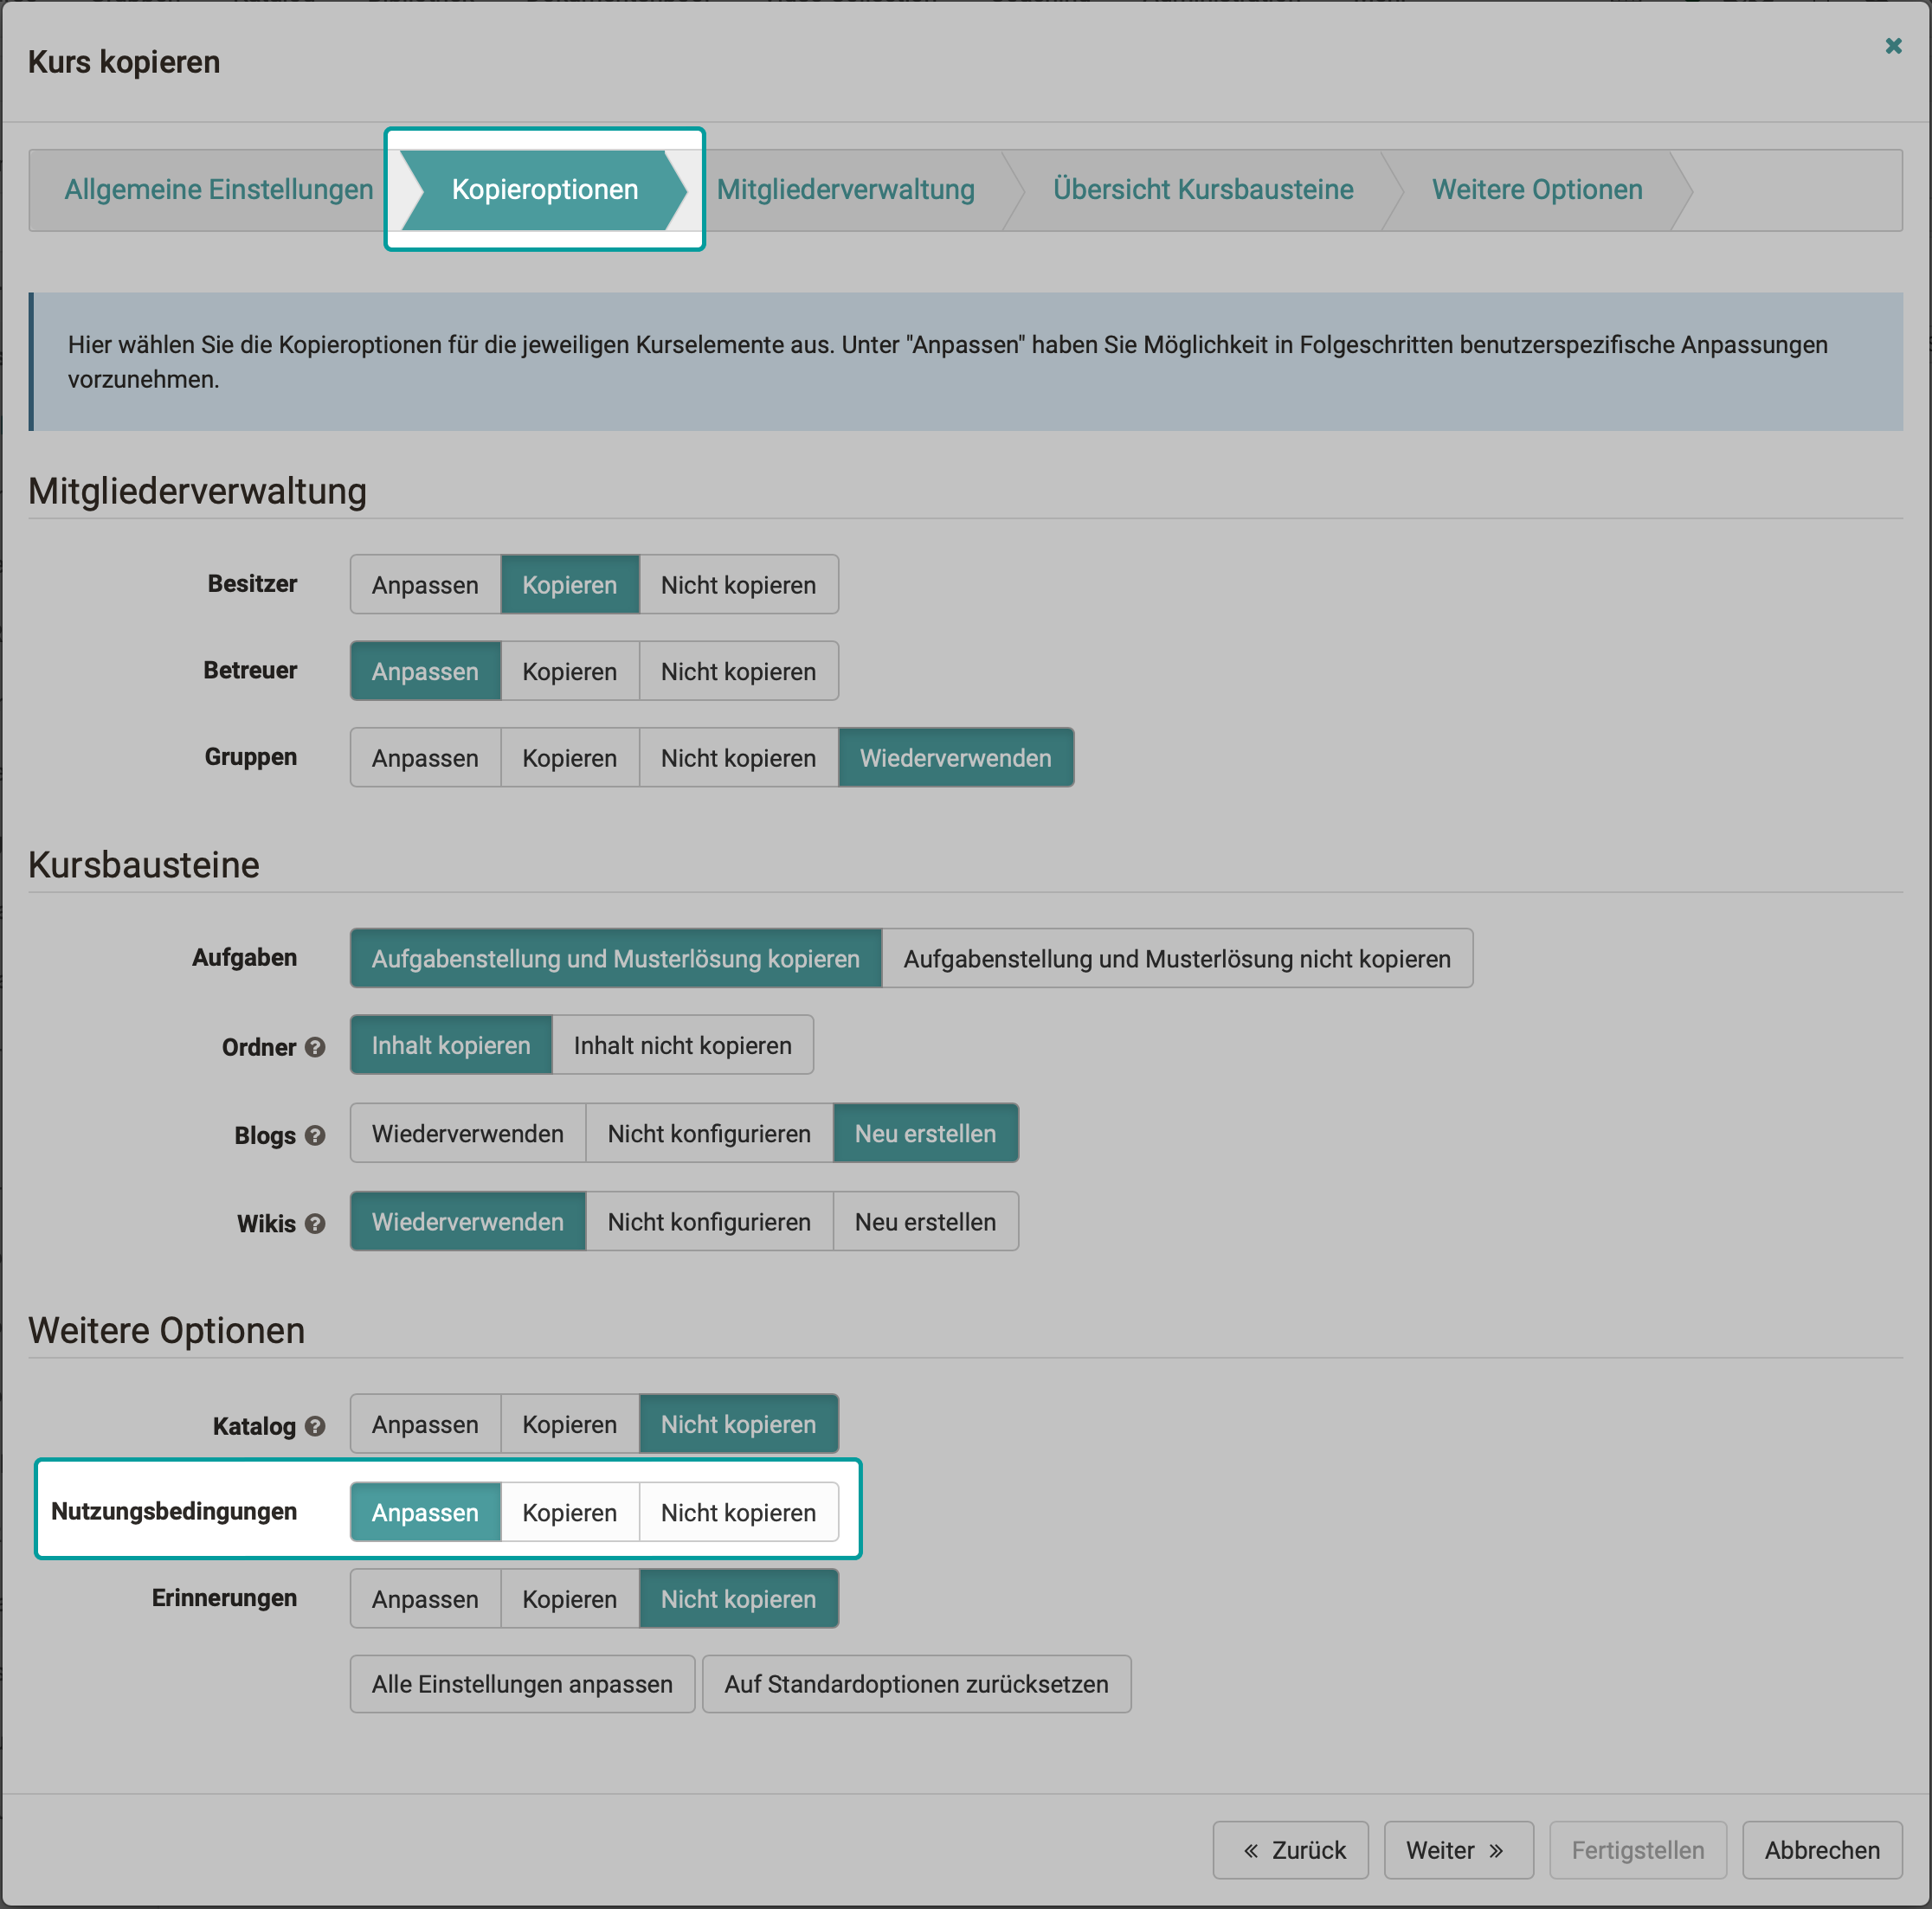 Kurs kopieren
Allgemeine Einstellungen Kopieroptionen Mitgliederverwaltung Übersicht Kursbausteine Weitere Optionen
Hier wählen Sie die Kopieroptionen für die jeweiligen Kurselemente aus. Unter "Anpassen" haben Sie Möglichkeit in Folgeschritten benutzerspezifische Anpassungen
vorzunehmen.
Mitgliederverwaltung
Besitzer Anpassen Kopieren Nicht kopieren
Betreuer Anpassen Kopieren Nicht kopieren
Gruppen Anpassen Kopieren Nicht kopieren Wiederverwenden
Kursbausteine
Aufgaben Aufgabenstellung und Musterlösung kopieren Aufgabenstellung und Musterlösung nicht kopieren
Ordner Inhalt kopieren Inhalt nicht kopieren
Blogs Wiederverwenden Nicht konfigurieren Neu erstellen
Wikis Wiederverwenden Nicht konfigurieren Neu erstellen
Weitere Optionen
Katalog Anpassen Kopieren Nicht kopieren
Nutzungsbedingungen Anpassen Kopieren Nicht kopieren
Erinnerungen Anpassen Kopieren Nicht kopieren
Alle Einstellungen anpassen Auf Standardoptionen zurücksetzen
« Zurück Weiter » Fertigstellen Abbrechen